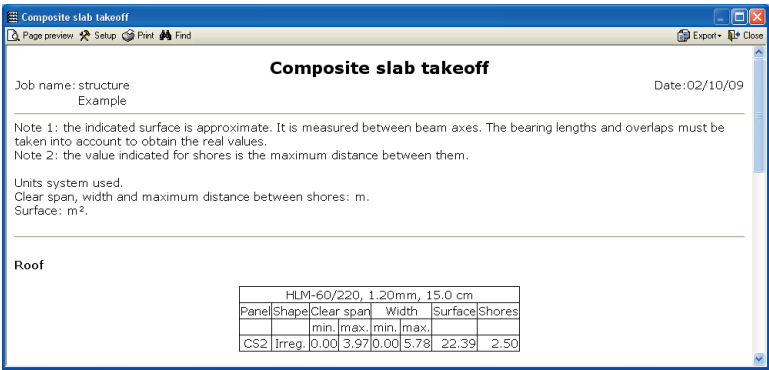 Composite slab takeoff
Page preview Setup Print Find Export Close
Composite slab takeoff
Job name: structure Date:02/10/09
Example
Note 1: the indicated surface is approximate. It is measured between beam axes. The bearing lengths and overlaps must be
taken into account to obtain the real values.
Note 2: the value indicated for shores is the maximum distance between them.
Units system used.
Clear span, width and maximum distance between shores: m.
Surface: m².
Roof
HLM-60/220, 1.20mm, 15.0 cm
Panel Shape Clear span Width Surface Shores
min. max. min. max.
CS2 Irreg. 0.00 3.97 0.00 5.78 22.39 2.50